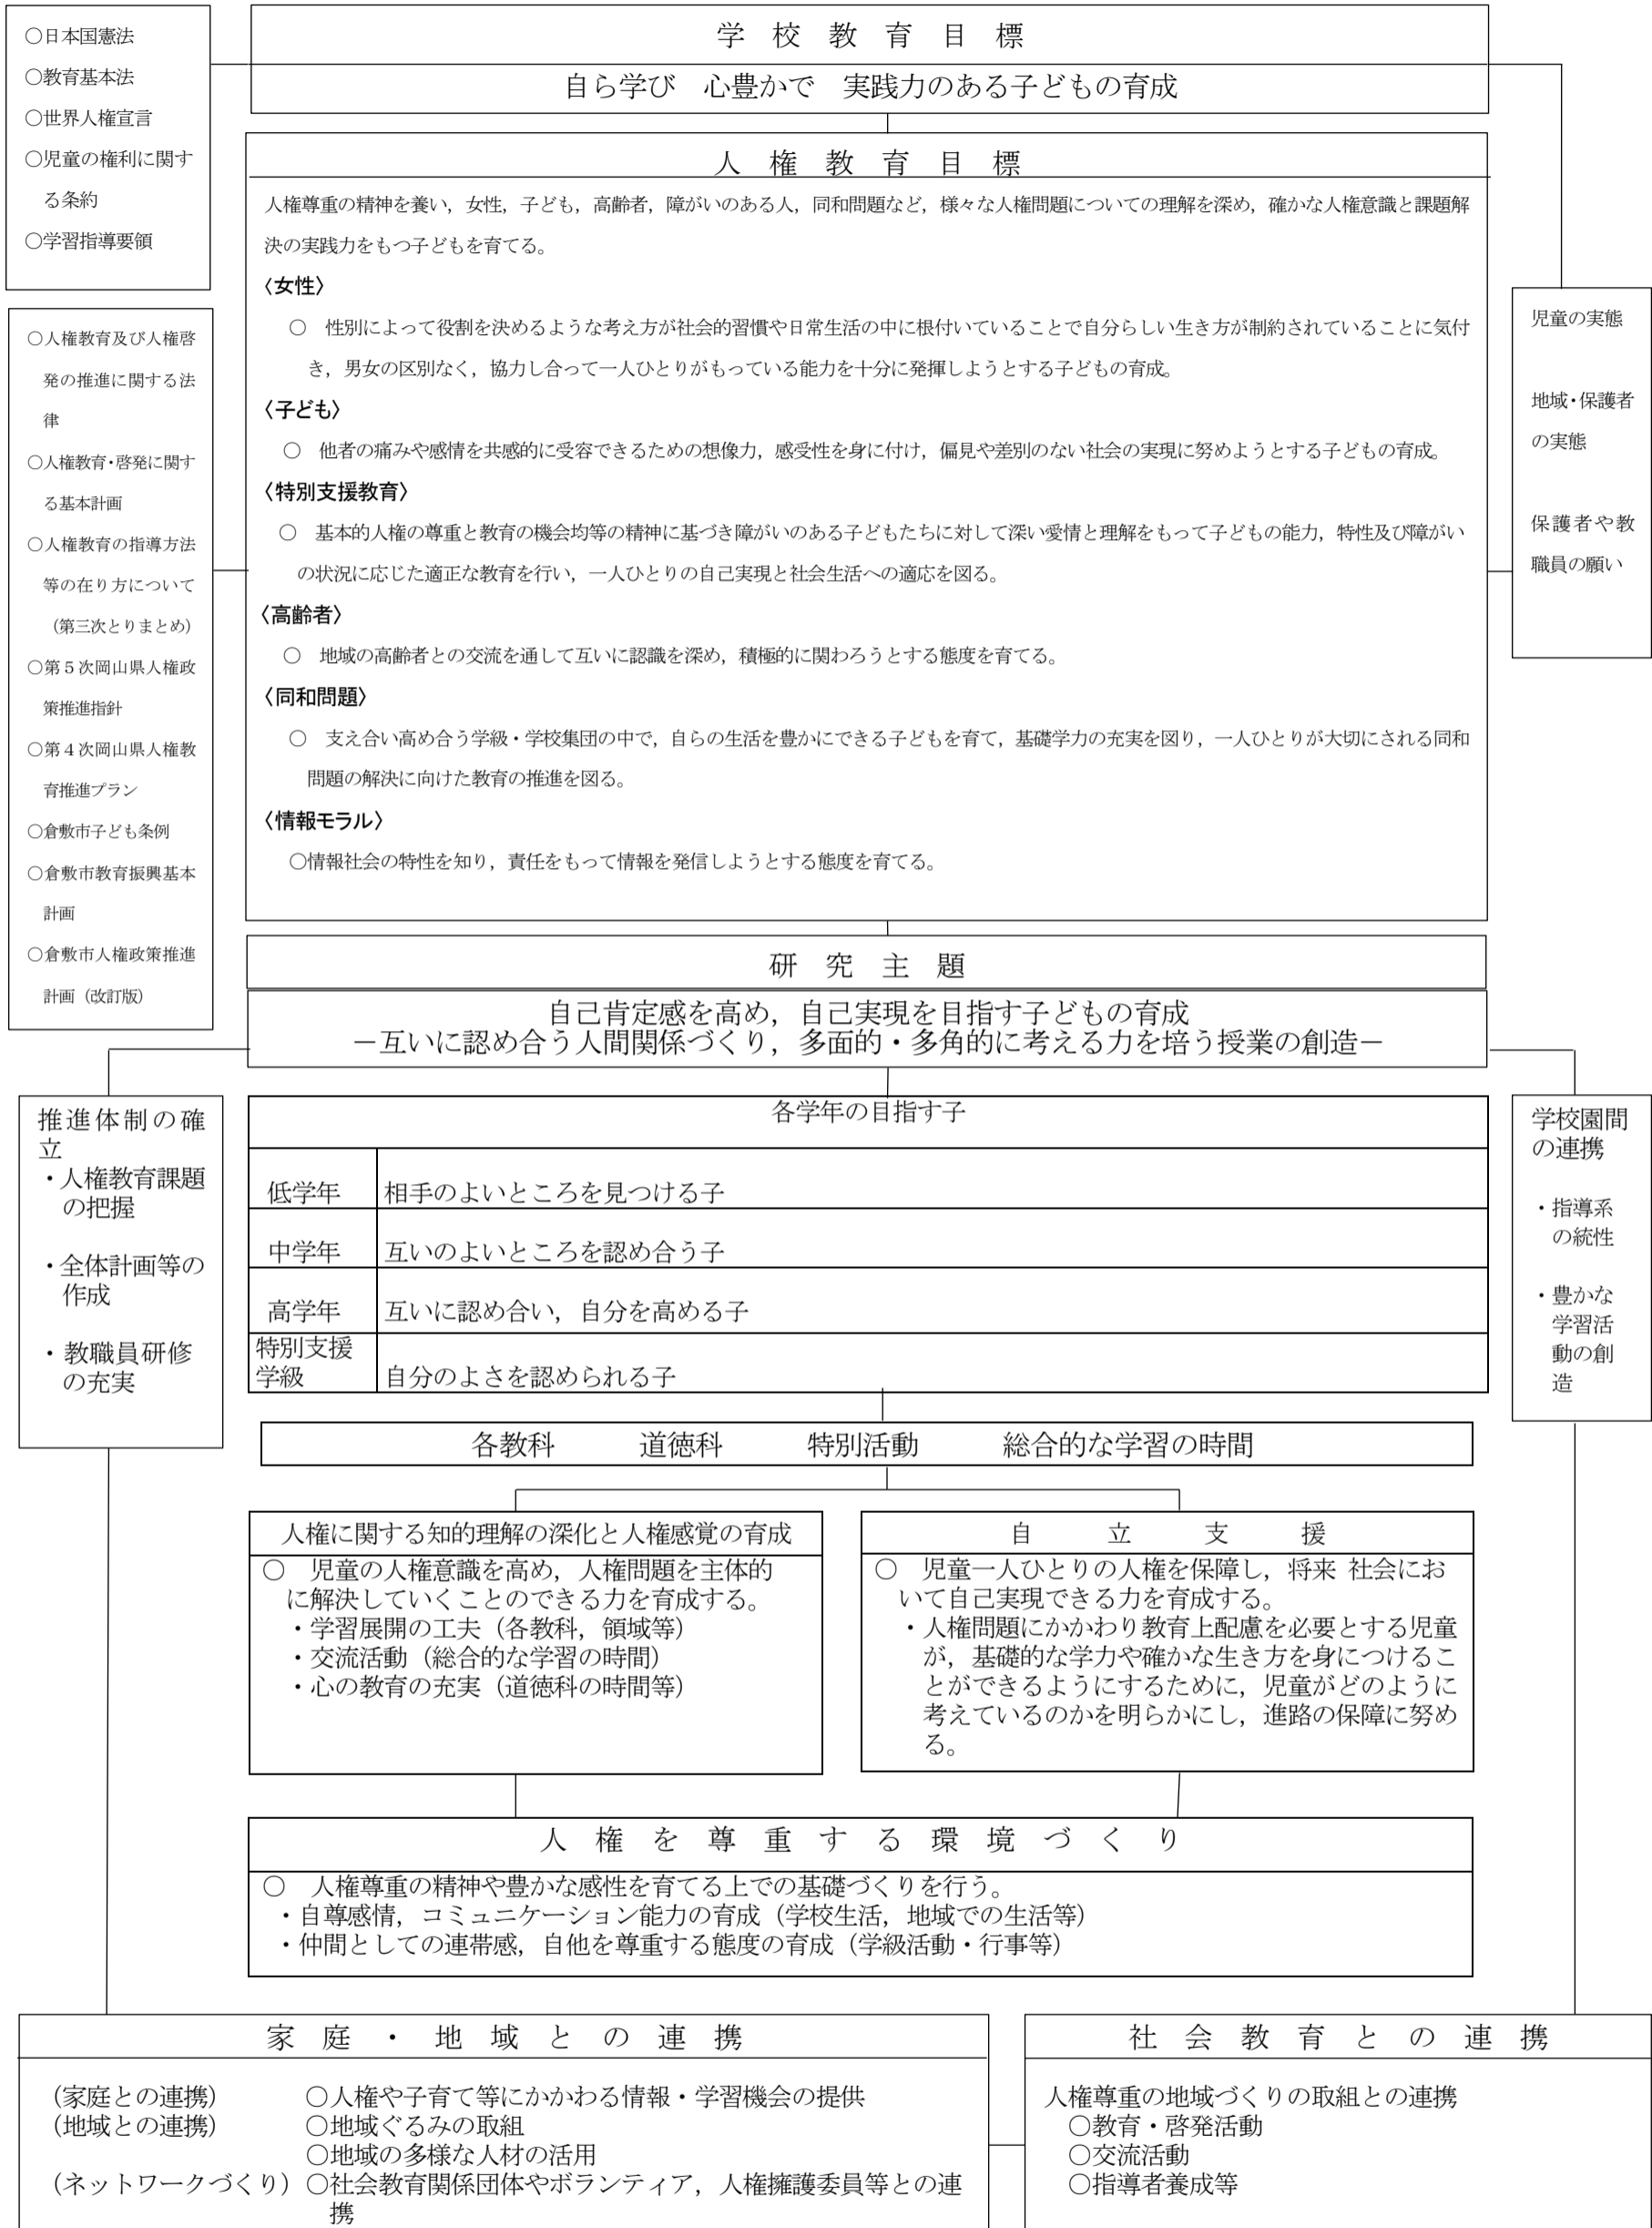 ○日本国憲法
○教育基本法
○世界人権宣言
○児童の権利に関す
る条約
○学習指導要領
学校教育目標
自ら学び　心豊かで　実践力のある子どもの育成
人権教育目標
人権尊重の精神を養い，女性，子ども，高齢者，障がいのある人，同和問題など，様々な人権問題についての理解を深め，確かな人権意識と課題解
決の実践力をもつ子どもを育てる。
〈女性〉
○　性別によって役割を決めるような考え方が社会的習慣や日常生活の中に根付いていることで自分らしい生き方が制約されていることに気付
き，男女の区別なく，協力し合って一人ひとりがもっている能力を十分に発揮しようとする子どもの育成。
〈子ども〉
○　他者の痛みや感情を共感的に受容できるための想像力，感受性を身に付け，偏見や差別のない社会の実現に努めようとする子どもの育成。
〈特別支援教育〉
○　基本的人権の尊重と教育の機会均等の精神に基づき障がいのある子どもたちに対して深い愛情と理解をもって子どもの能力，特性及び障がい
の状況に応じた適正な教育を行い，一人ひとりの自己実現と社会生活への適応を図る。
〈高齢者〉
○　地域の高齢者との交流を通して互いに認識を深め，積極的に関わろうとする態度を育てる。
〈同和問題〉
○　支え合い高め合う学級・学校集団の中で，自らの生活を豊かにできる子どもを育て，基礎学力の充実を図り，一人ひとりが大切にされる同和
問題の解決に向けた教育の推進を図る。
〈情報モラル〉
○情報社会の特性を知り，責任をもって情報を発信しようとする態度を育てる。
○人権教育及び人権啓
発の推進に関する法
律
○人権教育・啓発に関す
る基本計画
○人権教育の指導方法
等の在り方について
（第三次とりまとめ）
○第５次岡山県人権政
策推進指針
○第４次岡山県人権教
育推進プラン
○倉敷市子ども条例
○倉敷市教育振興基本
計画
○倉敷市人権政策推進
計画（改訂版）
児童の実態
地域・保護者
の実態
保護者や教
職員の願い
研究主題
自己肯定感を高め，自己実現を目指す子どもの育成
－互いに認め合う人間関係づくり，多面的・多角的に考える力を培う授業の創造－
推進体制の確
立
・人権教育課題
の把握
・全体計画等の
作成
・教職員研修
の充実
各学年の目指す子
低学年　相手のよいところを見つける子
中学年　互いのよいところを認め合う子
高学年　互いに認め合い，自分を高める子
特別支援
学級　自分のよさを認められる子
学校園間
の連携
・指導系
の統性
・豊かな
学習活
動の創
造
各教科　道徳科　特別活動　総合的な学習の時間
人権に関する知的理解の深化と人権感覚の育成
○　児童の人権意識を高め，人権問題を主体的
に解決していくことのできる力を育成する。
・学習展開の工夫（各教科，領域等）
・交流活動（総合的な学習の時間）
・心の教育の充実（道徳科の時間等）
自立支援
○　児童一人ひとりの人権を保障し，将来 社会にお
いて自己実現できる力を育成する。
・人権問題にかかわり教育上配慮を必要とする児童
が，基礎的な学力や確かな生き方を身につけるこ
とができるようにするために，児童がどのように
考えているのかを明らかにし，進路の保障に努め
る。
人権を尊重する環境づくり
○　人権尊重の精神や豊かな感性を育てる上での基礎づくりを行う。
・自尊感情，コミュニケーション能力の育成（学校生活，地域での生活等）
・仲間としての連帯感，自他を尊重する態度の育成（学級活動・行事等）
家庭・地域との連携
（家庭との連携）　○人権や子育て等にかかわる情報・学習機会の提供
（地域との連携）　○地域ぐるみの取組
○地域の多様な人材の活用
（ネットワークづくり）○社会教育関係団体やボランティア，人権擁護委員等との連
携
社会教育との連携
人権尊重の地域づくりの取組との連携
○教育・啓発活動
○交流活動
○指導者養成等